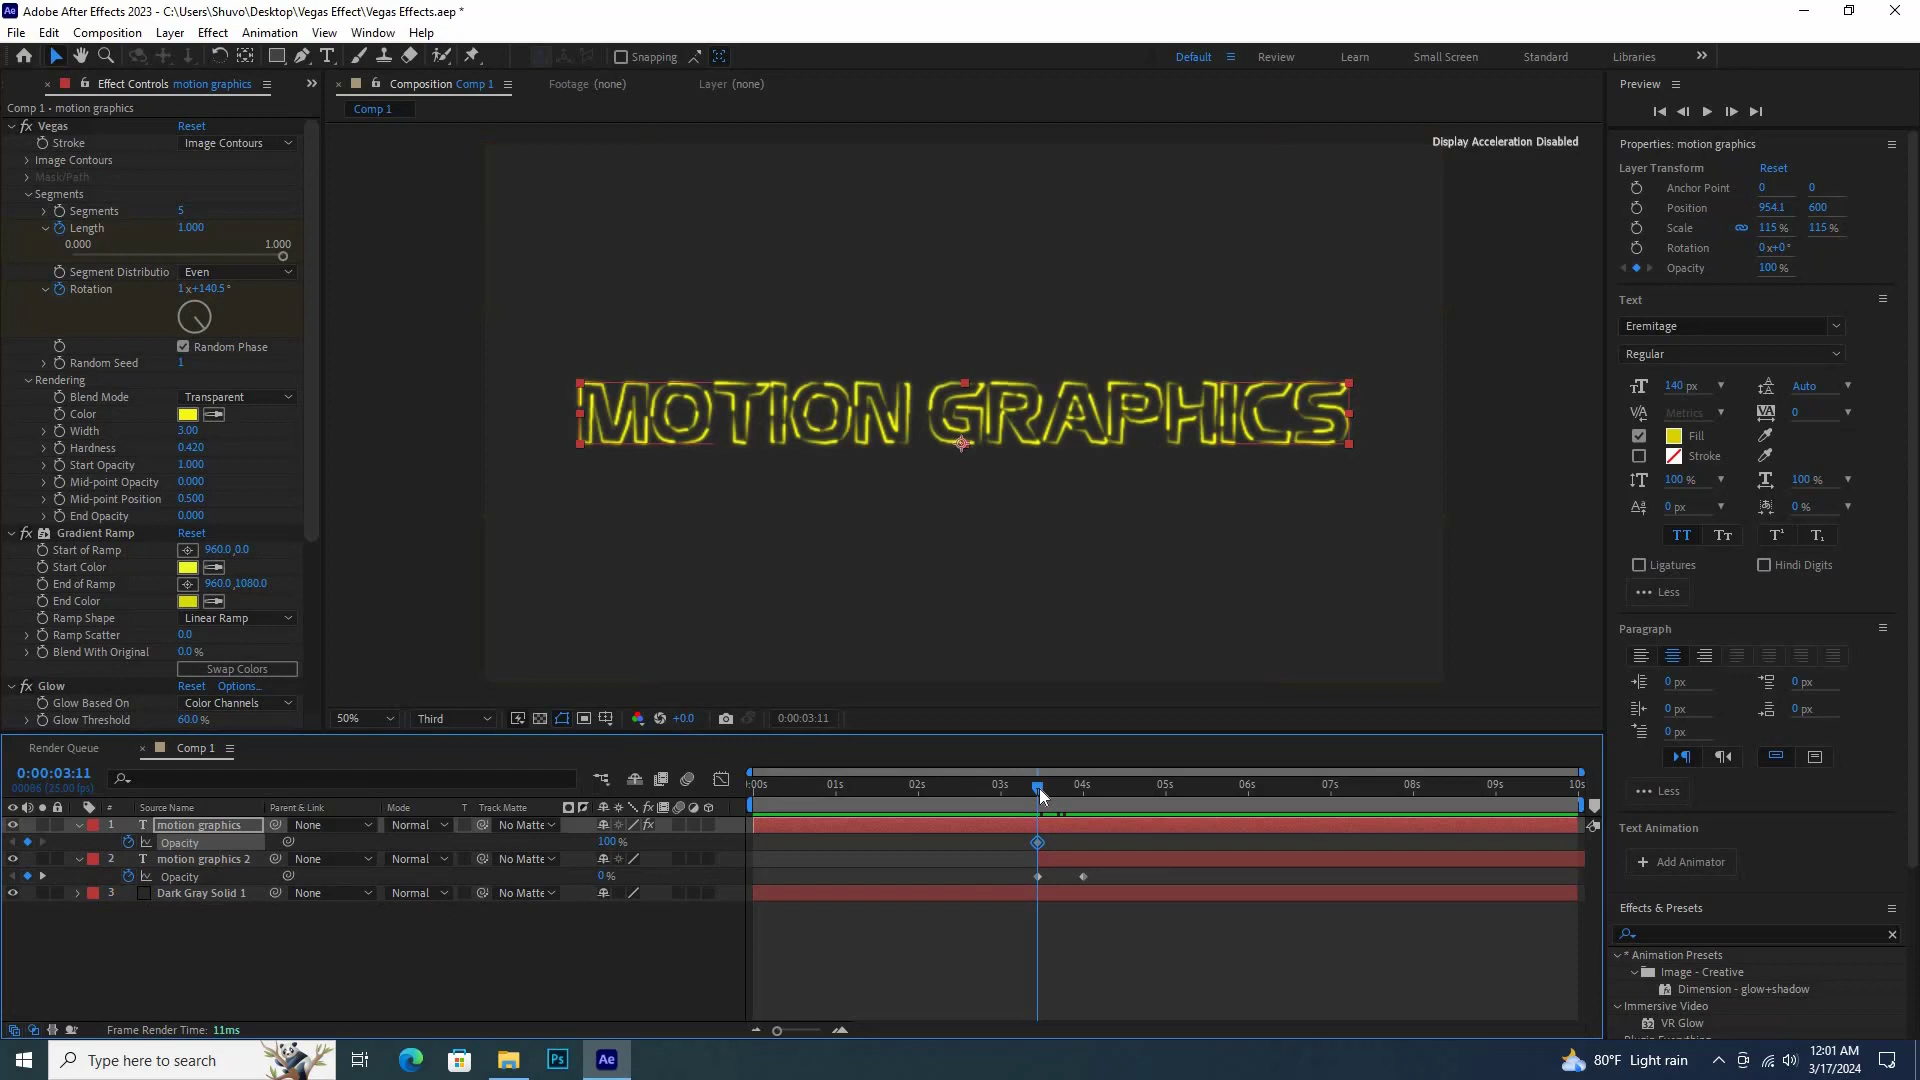 Adobe After Effects 2023 - C:\Users\Shuvo\Desktop\Vegas Effect\Vegas Effects.aep *
File Edit Composition Layer Effect Animation View Window Help
Snapping
Default Review Learn Small Screen Standard Libraries
Effect Controls motion graphics
Composition Comp 1
Footage (none)
Layer (none)
Preview
Comp 1 • motion graphics
Comp 1
Vegas Reset
Stroke Image Contours
Image Contours
Mask/Path
Segments
Segments 5
Length 1.000
0.000 1.000
Segment Distributio Even
Rotation 1x+140.5°
Random Phase
Random Seed 1
Rendering
Blend Mode Transparent
Color
Width 3.00
Hardness 0.420
Start Opacity 1.000
Mid-point Opacity 0.000
Mid-point Position 0.500
End Opacity 0.000
Gradient Ramp Reset
Start of Ramp 960.0,0.0
Start Color
End of Ramp 960.0,1080.0
End Color
Ramp Shape Linear Ramp
Ramp Scatter 0.0
Blend With Original 0.0%
Swap Colors
Glow Reset Options...
Glow Based On Color Channels
Glow Threshold 60.0%
Display Acceleration Disabled
MOTION GRAPHICS
50% Third +0.0 0:00:03:11
Properties: motion graphics
Layer Transform Reset
Anchor Point 0 0
Position 954.1 600
Scale 115% 115%
Rotation 0x+0°
Opacity 100%
Text
Eremitage
Regular
140 px Auto
Metrics 0
Fill
Stroke
100% 100%
0 px 0%
Ligatures Hindi Digits
Less
Paragraph
0 px 0 px
0 px 0 px
0 px
Less
Text Animation
Add Animator
Effects & Presets
* Animation Presets
Image - Creative
Dimension - glow+shadow
Immersive Video
VR Glow
Render Queue Comp 1
0:00:03:11
00086 (25.00 fps)
:00s 01s 02s 03s 04s 05s 06s 07s 08s 09s 10s
# Source Name Parent & Link Mode T Track Matte
1 T motion graphics None Normal No Matte
Opacity 100%
2 T motion graphics 2 None Normal No Matte
Opacity 0%
3 Dark Gray Solid 1 None Normal No Matte
Frame Render Time: 11ms
Type here to search
80°F Light rain
12:01 AM
3/17/2024